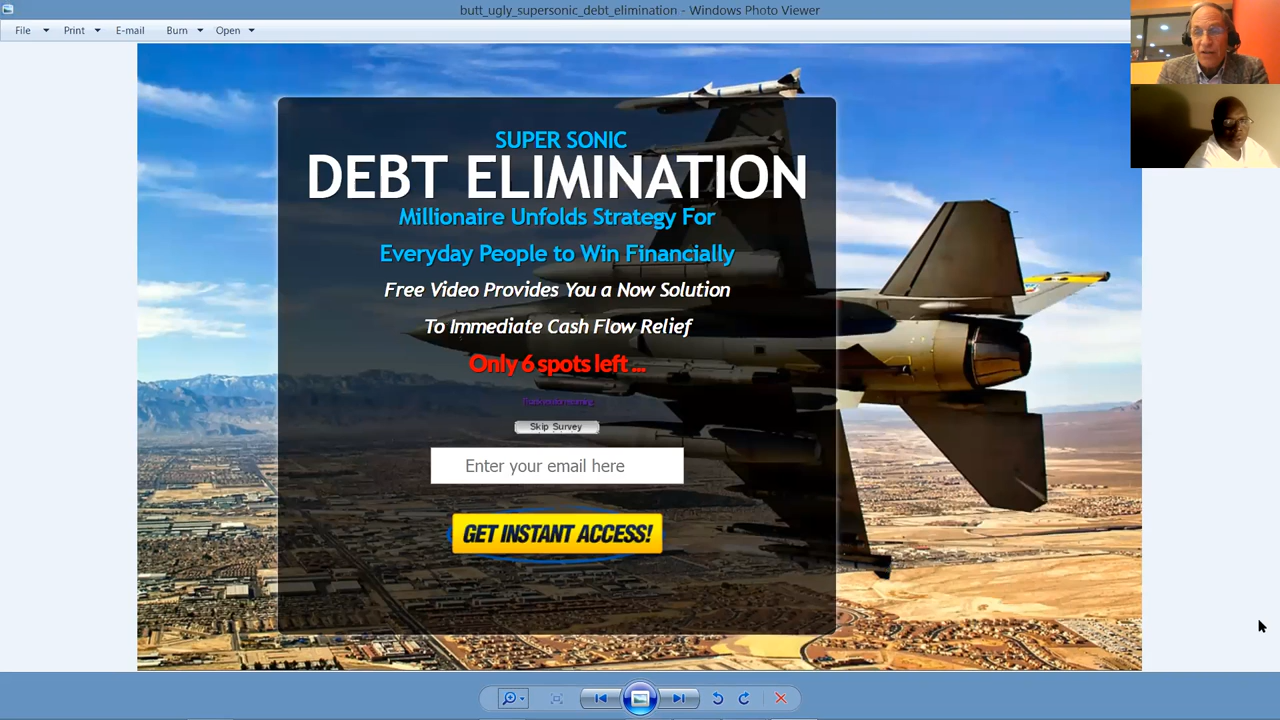 butt_ugly_supersonic_debt_elimination - Windows Photo Viewer
File Print E-mail Burn Open
SUPER SONIC
DEBT ELIMINATION
Millionaire Unfolds Strategy For
Everyday People to Win Financially
Free Video Provides You a Now Solution
To Immediate Cash Flow Relief
Only 6 spots left ...
Skip Survey
Enter your email here
GET INSTANT ACCESS!